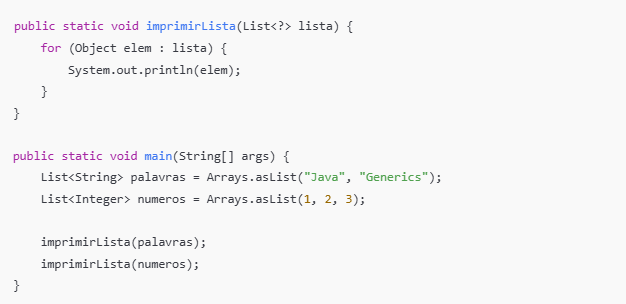 public static void imprimirLista(List<?> lista) {
    for (Object elem : lista) {
        System.out.println(elem);
    }
}
public static void main(String[] args) {
    List<String> palavras = Arrays.asList("Java", "Generics");
    List<Integer> numeros = Arrays.asList(1, 2, 3);
    imprimirLista(palavras);
    imprimirLista(numeros);
}